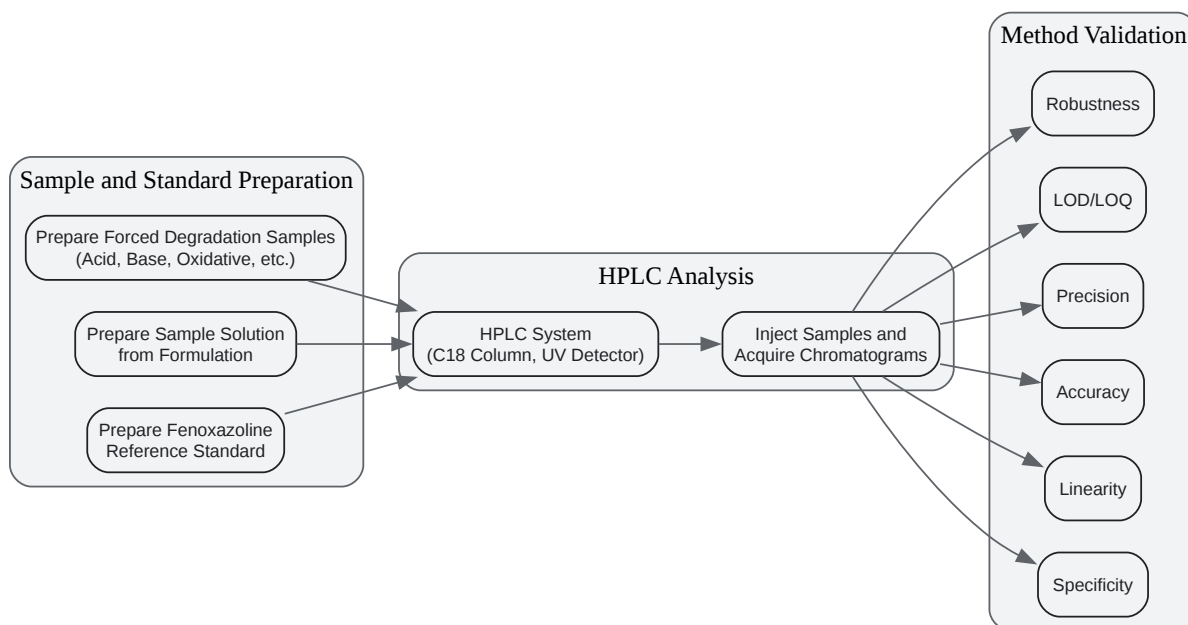 Sample and Standard Preparation
Prepare Forced Degradation Samples
(Acid, Base, Oxidative, etc.)
Prepare Sample Solution
from Formulation
Prepare Fenoxazoline
Reference Standard
HPLC Analysis
HPLC System
(C18 Column, UV Detector)
Inject Samples and
Acquire Chromatograms
Method Validation
Robustness
LOD/LOQ
Precision
Accuracy
Linearity
Specificity